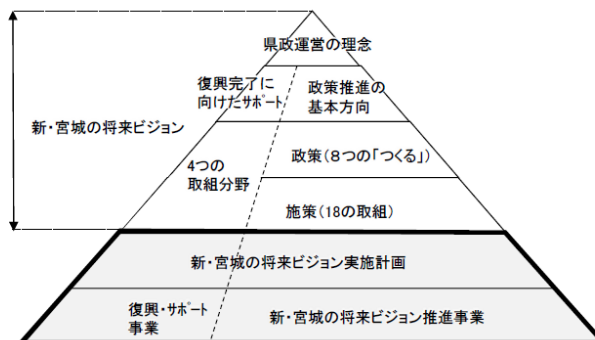 県政運営の理念
復興完了に
向けたサポート
政策推進の
基本方向
新・宮城の将来ビジョン
4つの
取組分野
政策(８つの「つくる」)
施策(18の取組)
新・宮城の将来ビジョン実施計画
復興・サポート
事業
新・宮城の将来ビジョン推進事業